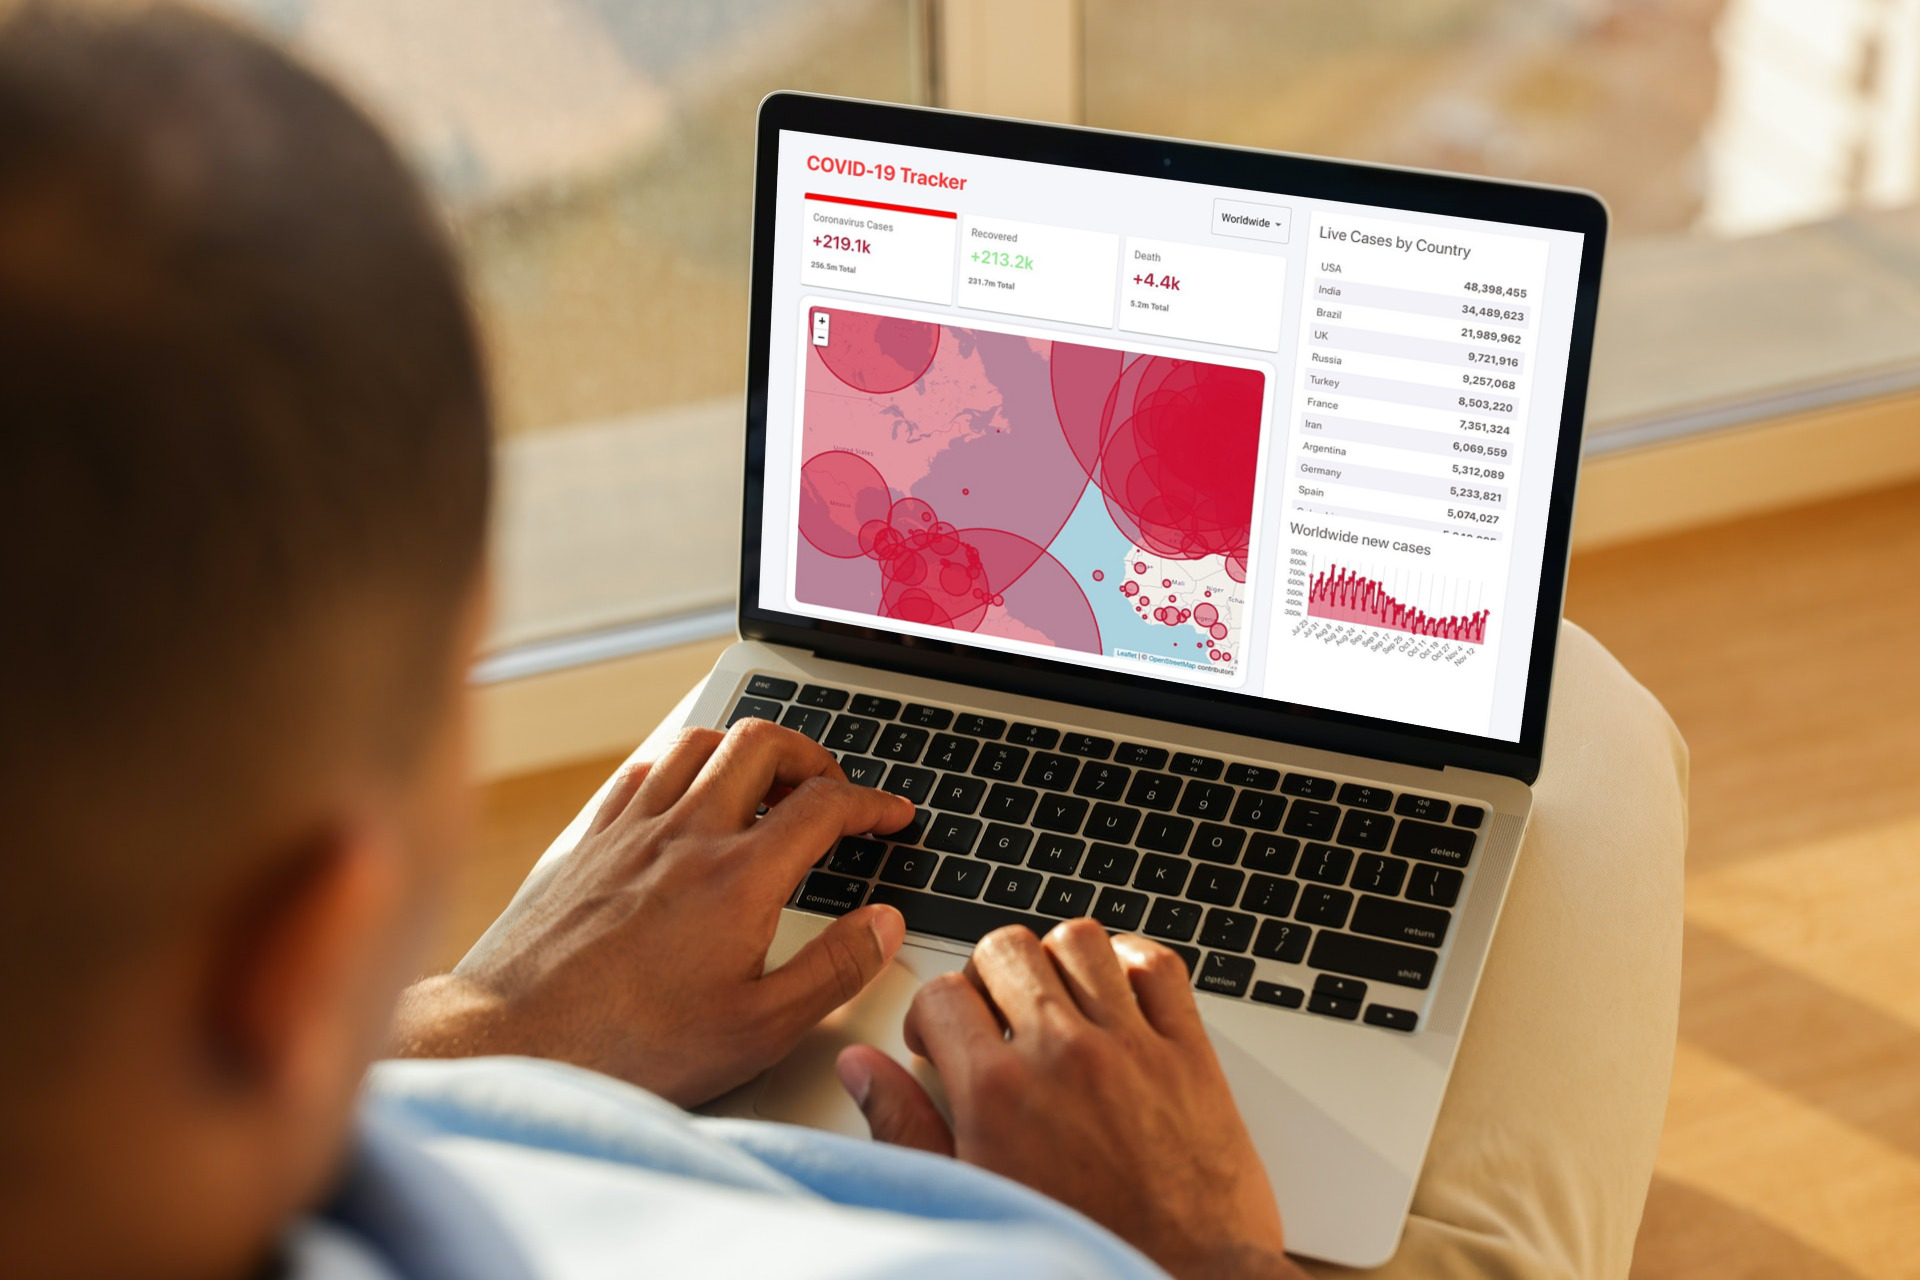 COVID-19 Tracker
Worldwide
Coronavirus Cases
+219.1k
256.5m Total
Recovered
+213.2k
231.7m Total
Death
+4.4k
5.2m Total
+
−
United States
México
Mali
Niger
Leaflet | © OpenStreetMap contributors
Live Cases by Country
USA 48,398,455
India 34,489,623
Brazil 21,989,962
UK 9,721,916
Russia 9,257,068
Turkey 8,503,220
France 7,351,324
Iran 6,069,559
Argentina 5,312,089
Germany 5,233,821
Spain 5,074,027
Worldwide new cases
900k
800k
700k
600k
500k
400k
300k
Jul 23 Jul 31 Aug 8 Aug 16 Aug 24 Sep 1 Sep 9 Sep 17 Sep 25 Oct 3 Oct 11 Oct 19 Oct 27 Nov 4 Nov 12
esc
~ ! 1 @ 2 # 3 $ 4 % 5 ^ 6 & 7 * 8 ( 9 ) 0 _ - + = delete
W E R T Y U I O P { [ } ] | \
F G H J K L : ; " ' return
X C V B N M < , > . ? / shift
⌘ command ⌥ option